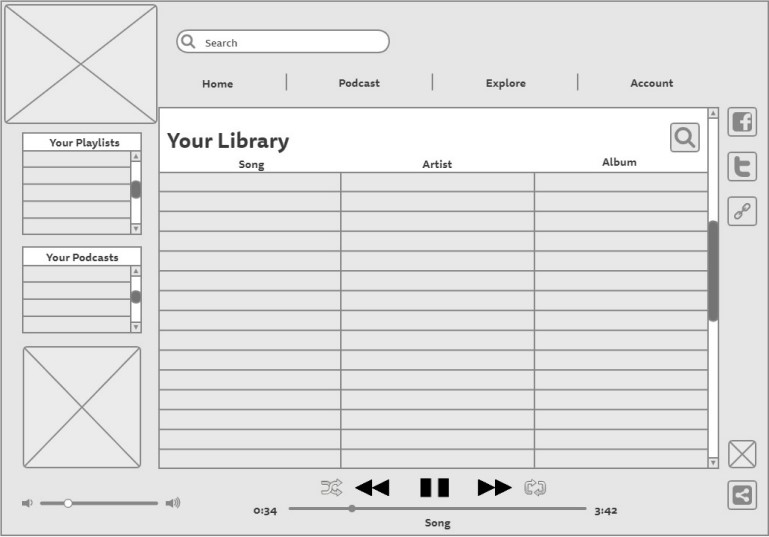 Search
Home Podcast Explore Account
Your Playlists
Your Library
Song Artist Album
Your Podcasts
0:34 3:42
Song